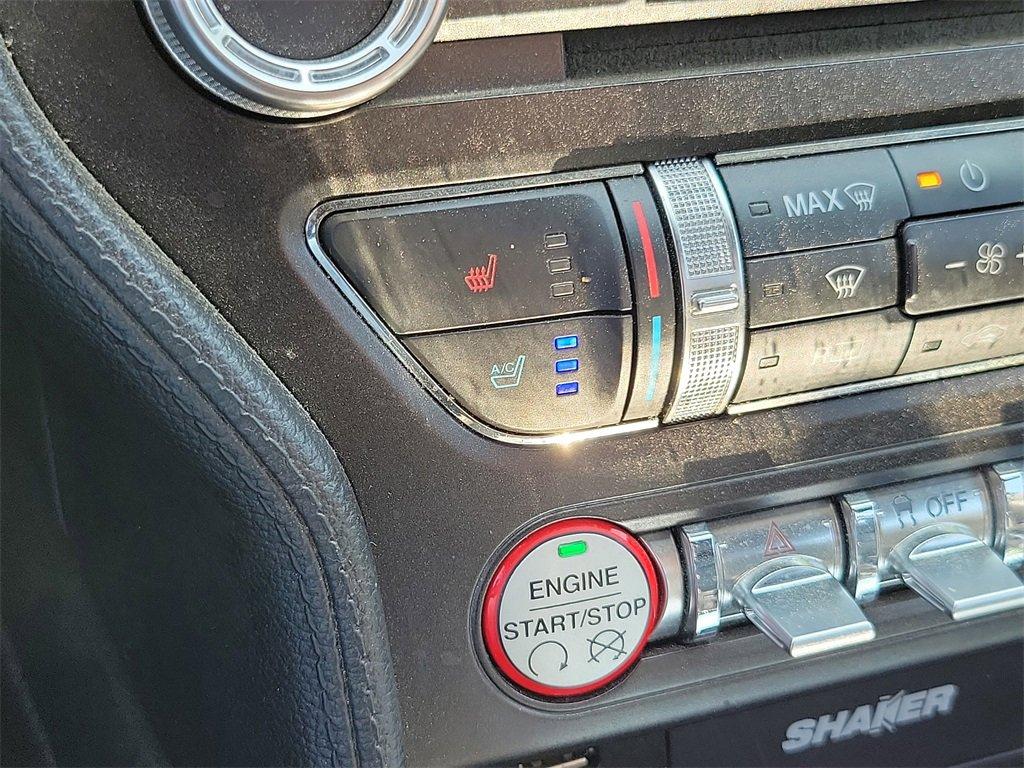 MAX
A/C
OFF
ENGINE
START/STOP
SHAKER